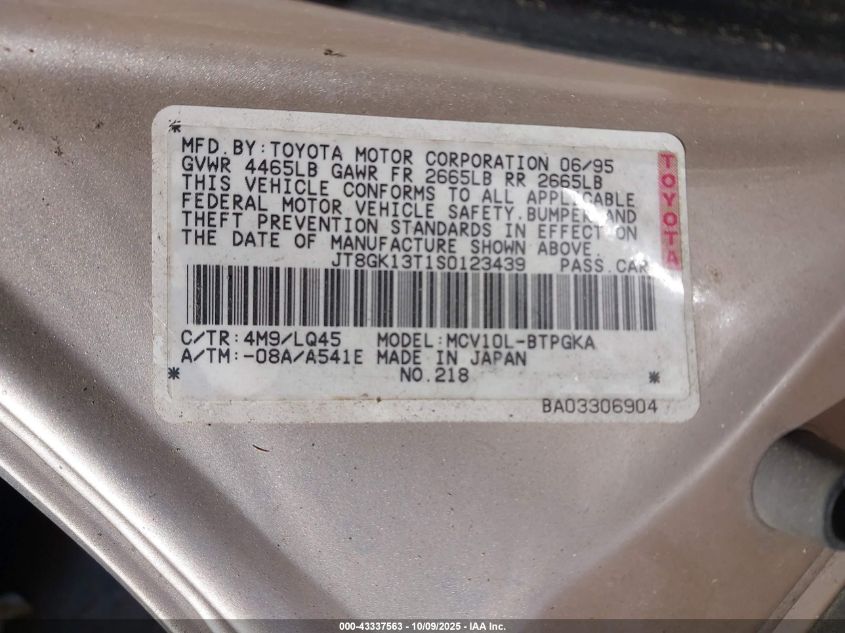 MFD.BY:TOYOTA MOTOR CORPORATION 06/95
GVWR 4465LB GAWR FR 2665LB RR 2665LB
THIS VEHICLE CONFORMS TO ALL APPLICABLE
FEDERAL MOTOR VEHICLE SAFETY,BUMPER,AND
THEFT PREVENTION STANDARDS IN EFFECT ON
THE DATE OF MANUFACTURE SHOWN ABOVE.
JT8GK13T1S0123439 PASS.CAR
TOYOTA
C/TR:4M9/LQ45 MODEL:MCV10L-BTPGKA
A/TM:-08A/A541E MADE IN JAPAN
* NO.218 *
BA03306904
000-43337563 | 10/09/2025 - IAA Inc.